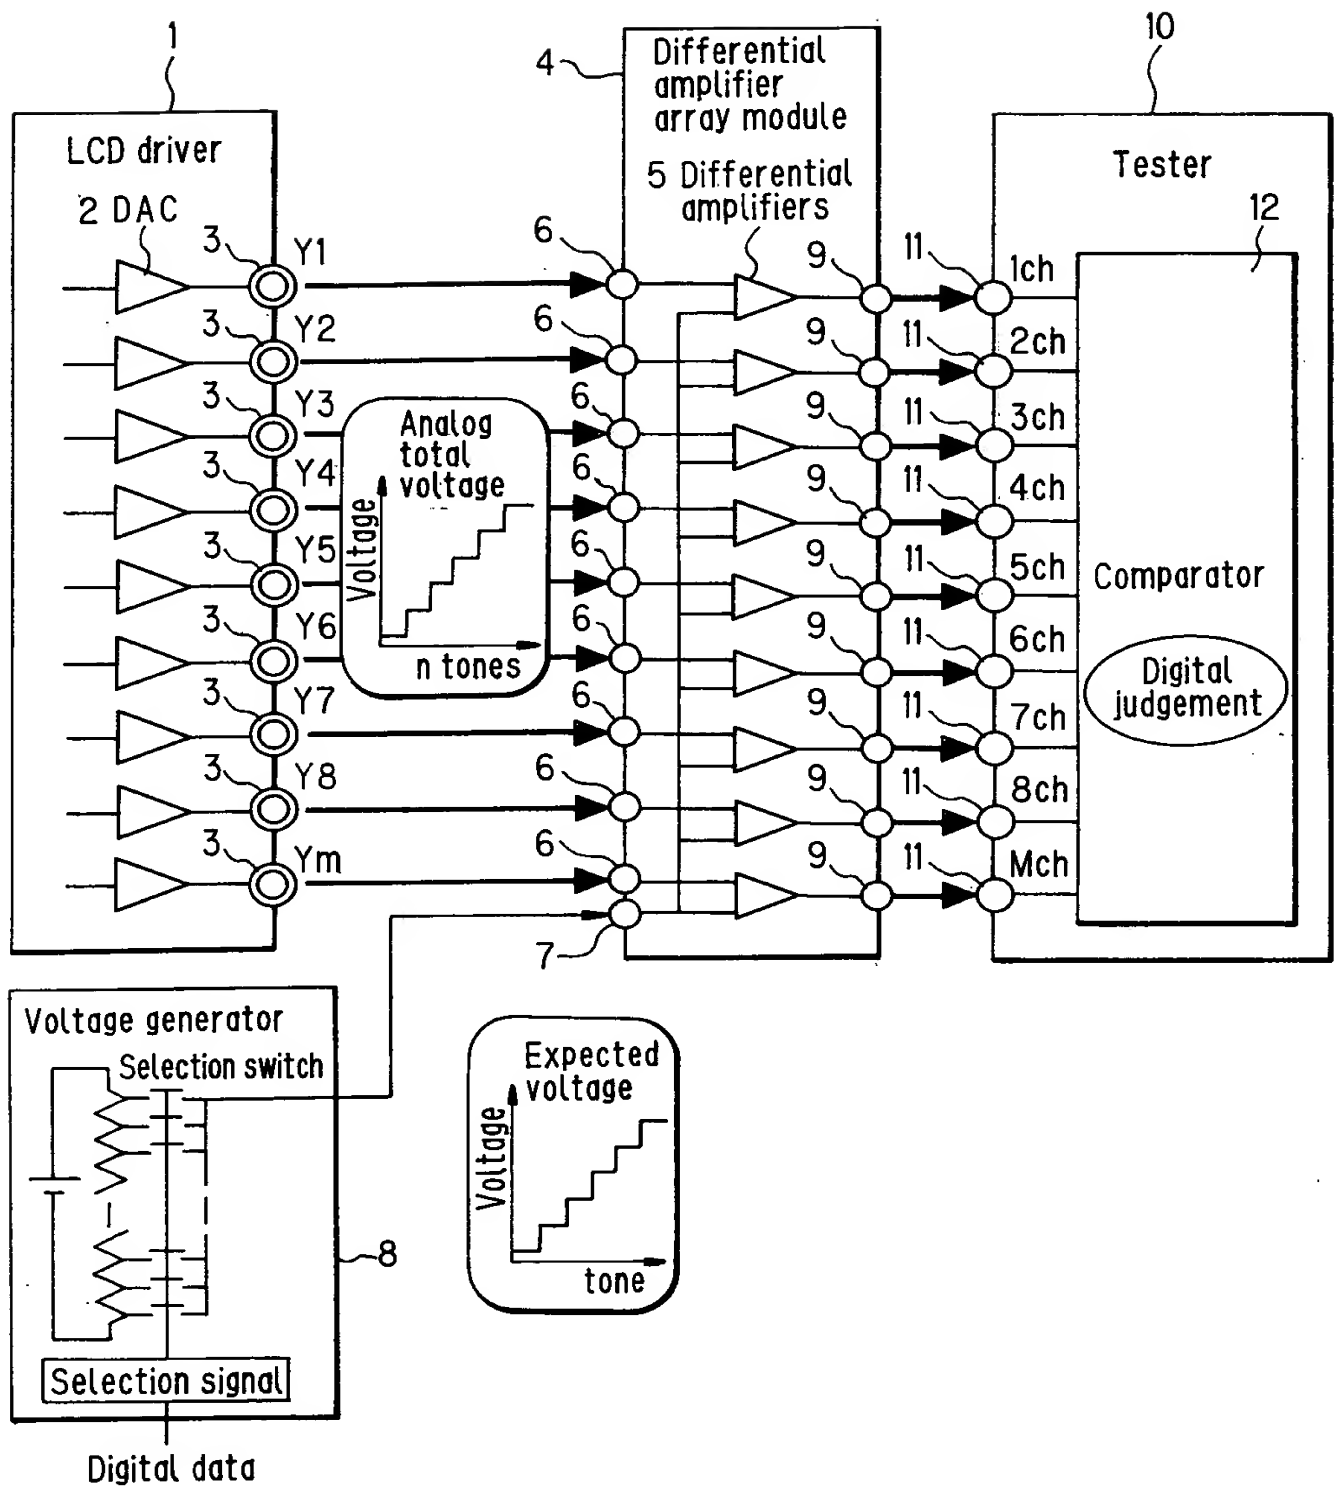 1
10
4
Differential
amplifier
array module
LCD driver
Tester
2 DAC
5 Differential
amplifiers
12
3 Y1 6 9 11 1ch
3 Y2 6 9 11 2ch
3 Y3 6 9 11 3ch
3 Y4 6 9 11 4ch
3 Y5 6 9 11 5ch
3 Y6 6 9 11 6ch
3 Y7 6 9 11 7ch
3 Y8 6 9 11 8ch
3 Ym 6 9 11 Mch
7
Analog
total
voltage
Voltage
n tones
Comparator
Digital
judgement
Voltage generator
Selection switch
8
Selection signal
Digital data
Expected
voltage
Voltage
tone